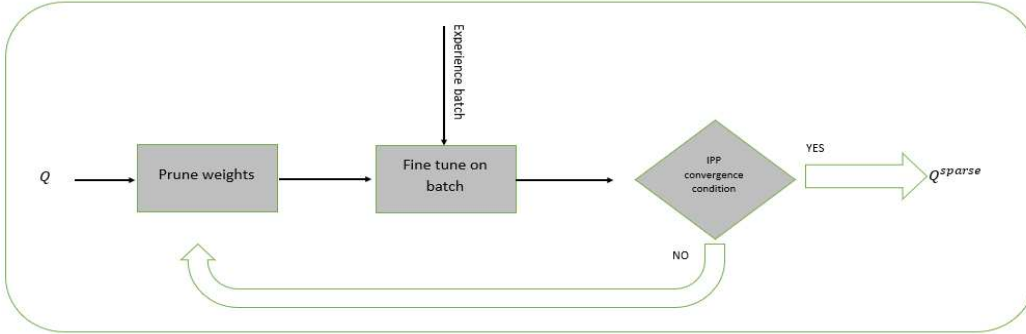 Experience batch
Q
Prune weights
Fine tune on
batch
IPP
convergence
condition
YES
Q^sparse
NO